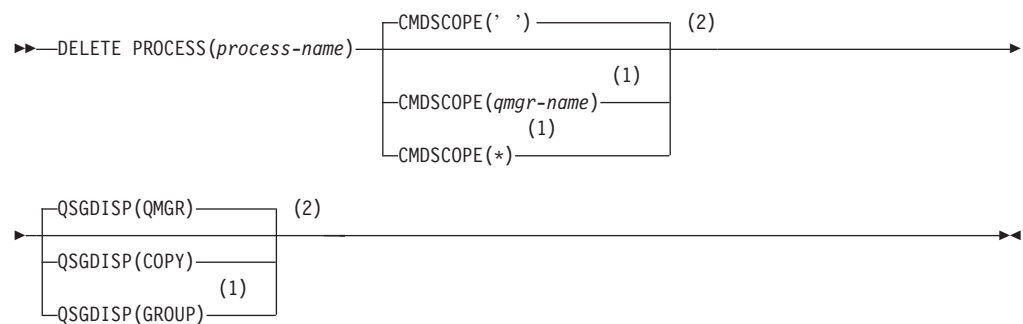 CMDSCOPE(’ ’) (2)
DELETE PROCESS(process-name)
(1)
CMDSCOPE(qmgr-name)
(1)
CMDSCOPE(*)
QSGDISP(QMGR) (2)
QSGDISP(COPY)
(1)
QSGDISP(GROUP)